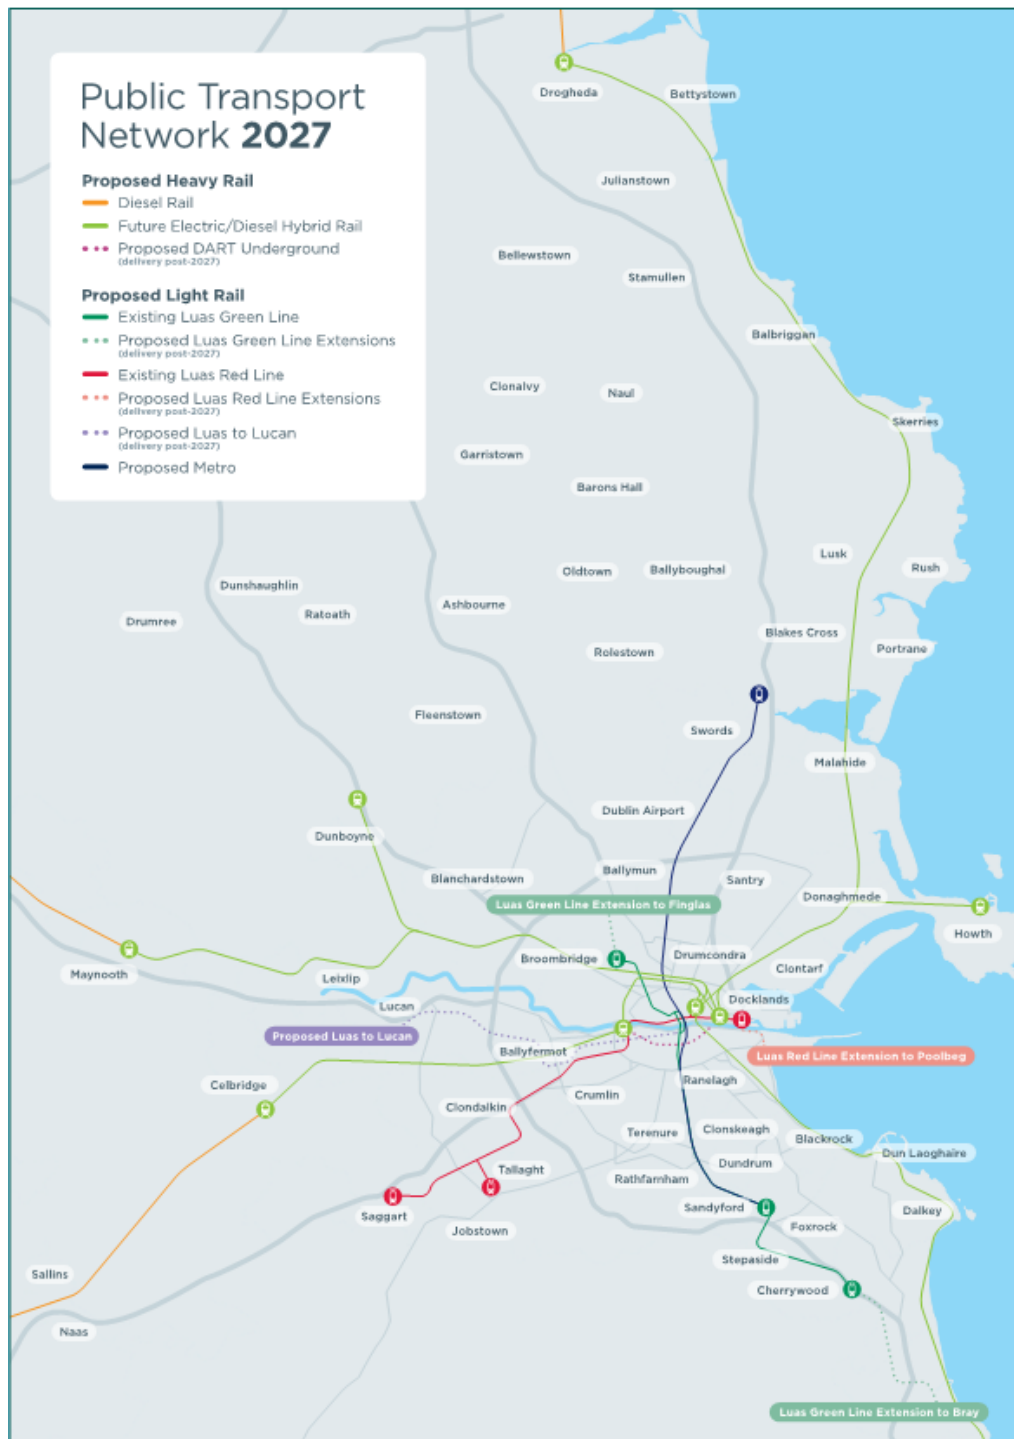 Public Transport
Network 2027
Proposed Heavy Rail
Diesel Rail
Future Electric/Diesel Hybrid Rail
Proposed DART Underground
(delivery post-2027)
Proposed Light Rail
Existing Luas Green Line
Proposed Luas Green Line Extensions
(delivery post-2027)
Existing Luas Red Line
Proposed Luas Red Line Extensions
(delivery post-2027)
Proposed Luas to Lucan
(delivery post-2027)
Proposed Metro
Drogheda
Bettystown
Julianstown
Bellewstown
Stamullen
Balbriggan
Clonalvy
Naul
Skerries
Garristown
Barons Hall
Lusk
Oldtown
Ballyboughal
Rush
Dunshaughlin
Ratoath
Ashbourne
Drumree
Blakes Cross
Rolestown
Portrane
Fleenstown
Swords
Malahide
Dublin Airport
Dunboyne
Ballymun
Blanchardstown
Santry
Donaghmede
Luas Green Line Extension to Finglas
Howth
Broombridge
Drumcondra
Clontarf
Maynooth
Leixlip
Docklands
Lucan
Proposed Luas to Lucan
Ballyfermot
Luas Red Line Extension to Poolbeg
Celbridge
Ranelagh
Crumlin
Clondalkin
Terenure
Clonskeagh
Blackrock
Dun Laoghaire
Tallaght
Dundrum
Rathfarnham
Saggart
Sandyford
Dalkey
Jobstown
Foxrock
Stepaside
Sallins
Cherrywood
Naas
Luas Green Line Extension to Bray